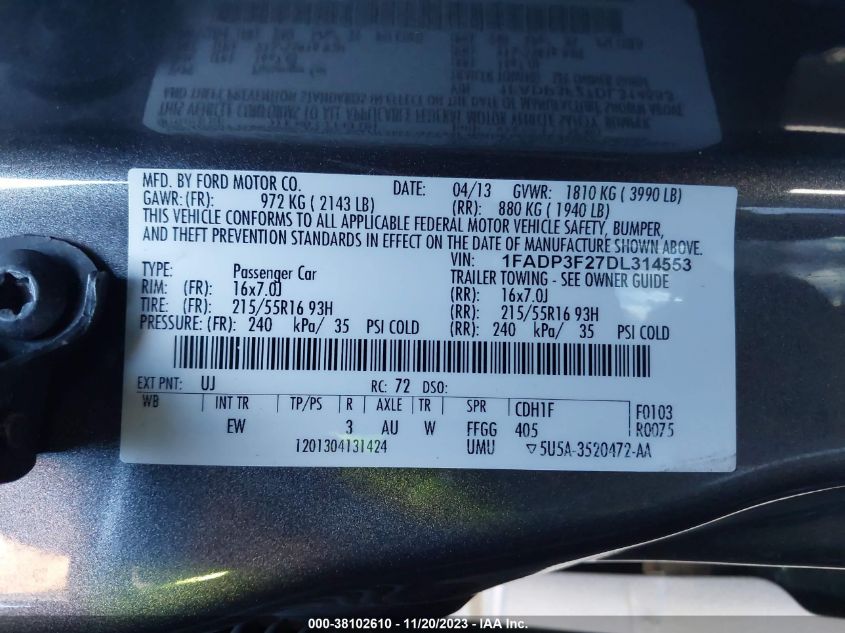 MFD. BY FORD MOTOR CO. DATE: 04/13 GVWR: 1810 KG ( 3990 LB)
GAWR: (FR): 972 KG ( 2143 LB) (RR): 880 KG ( 1940 LB)
THIS VEHICLE CONFORMS TO ALL APPLICABLE FEDERAL MOTOR VEHICLE SAFETY, BUMPER,
AND THEFT PREVENTION STANDARDS IN EFFECT ON THE DATE OF MANUFACTURE SHOWN ABOVE.
VIN: 1FADP3F27DL314553
TYPE: Passenger Car TRAILER TOWING - SEE OWNER GUIDE
RIM: (FR): 16x7.0J (RR): 16x7.0J
TIRE: (FR): 215/55R16 93H (RR): 215/55R16 93H
PRESSURE: (FR): 240 kPa/ 35 PSI COLD (RR): 240 kPa/ 35 PSI COLD
EXT PNT: UJ RC: 72 DSO:
WB INT TR TP/PS R AXLE TR SPR CDH1F F0103
EW 3 AU W FFGG 405 R0075
1201304131424 UMU ▽5U5A-3520472-AA
000-38102610 - 11/20/2023 - IAA Inc.